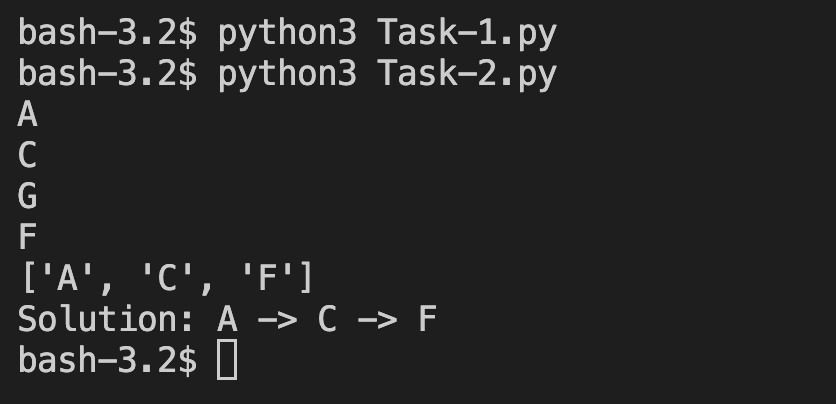 bash-3.2$ python3 Task-1.py
bash-3.2$ python3 Task-2.py
A
C
G
F
['A', 'C', 'F']
Solution: A -> C -> F
bash-3.2$